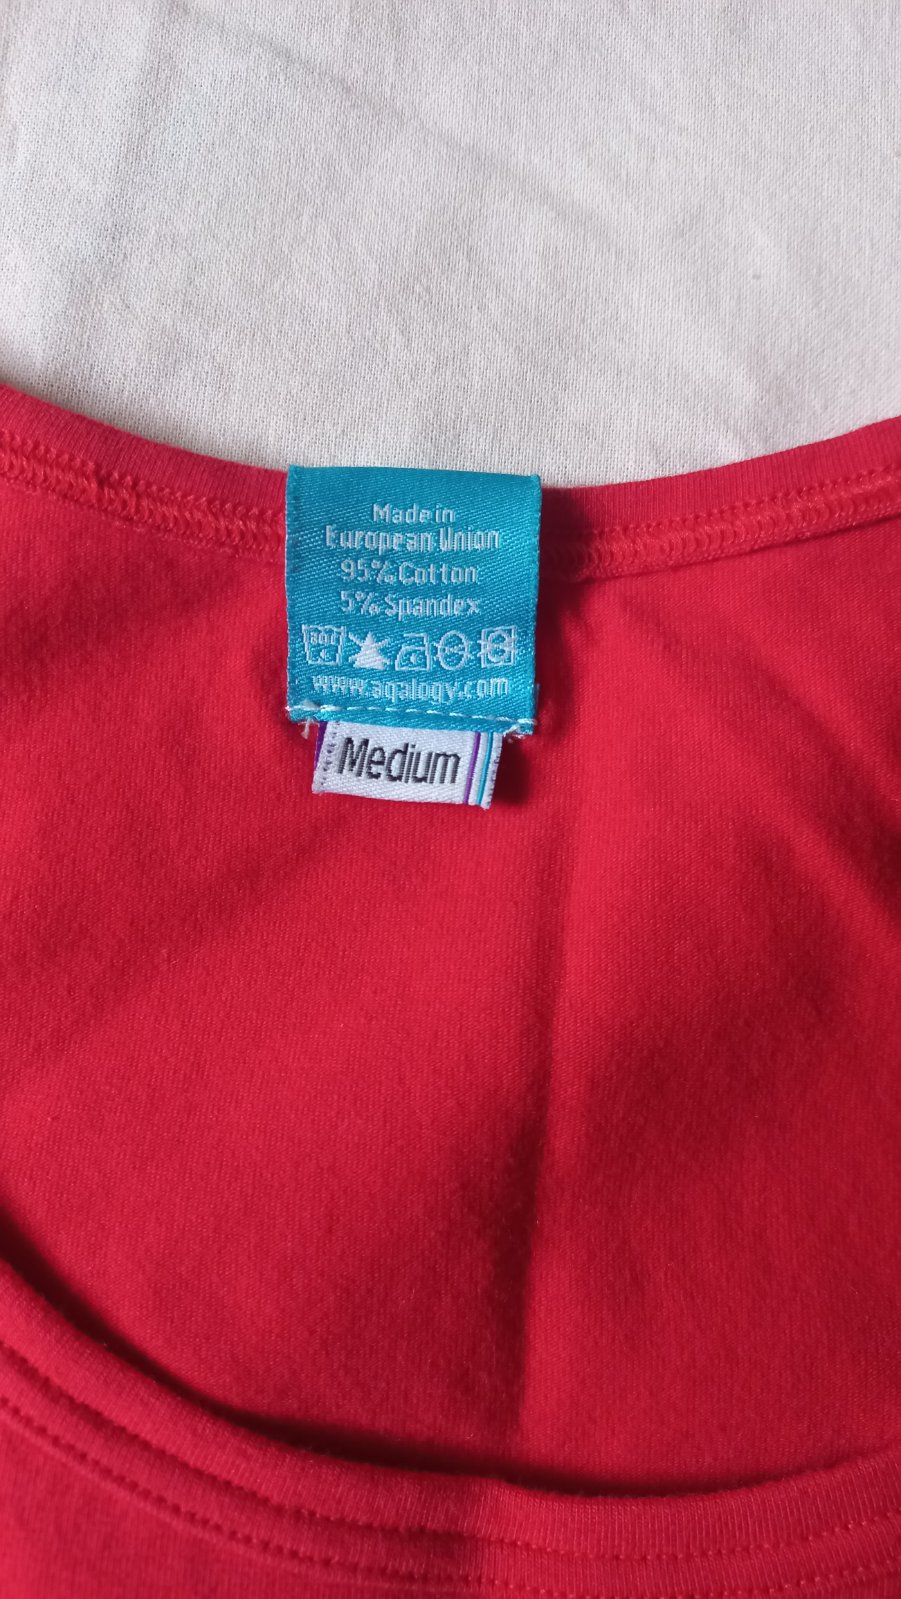 Made in
European Union
95% Cotton
5% Spandex
www.aqalogy.com
Medium